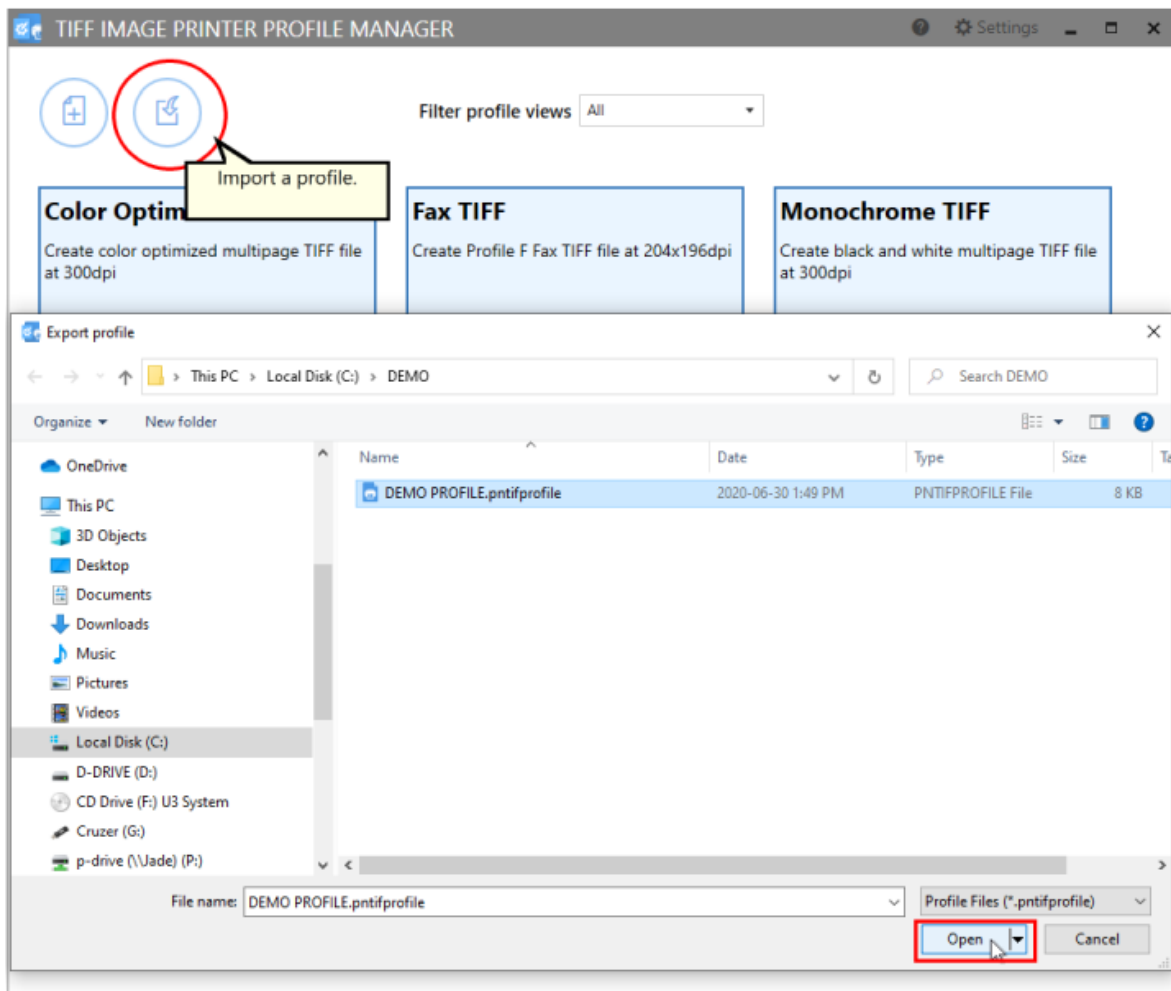 TIFF IMAGE PRINTER PROFILE MANAGER
Settings
Filter profile views All
Import a profile.
Color Optim
Create color optimized multipage TIFF file
at 300dpi
Fax TIFF
Create Profile F Fax TIFF file at 204x196dpi
Monochrome TIFF
Create black and white multipage TIFF file
at 300dpi
Export profile
This PC > Local Disk (C:) > DEMO
Search DEMO
Organize
New folder
Name
Date
Type
Size
DEMO PROFILE.pntifprofile
2020-06-30 1:49 PM
PNTIFPROFILE File
8 KB
OneDrive
This PC
3D Objects
Desktop
Documents
Downloads
Music
Pictures
Videos
Local Disk (C:)
D-DRIVE (D:)
CD Drive (F:) U3 System
Cruzer (G:)
p-drive (\\Jade) (P:)
File name: DEMO PROFILE.pntifprofile
Profile Files (*.pntifprofile)
Open
Cancel